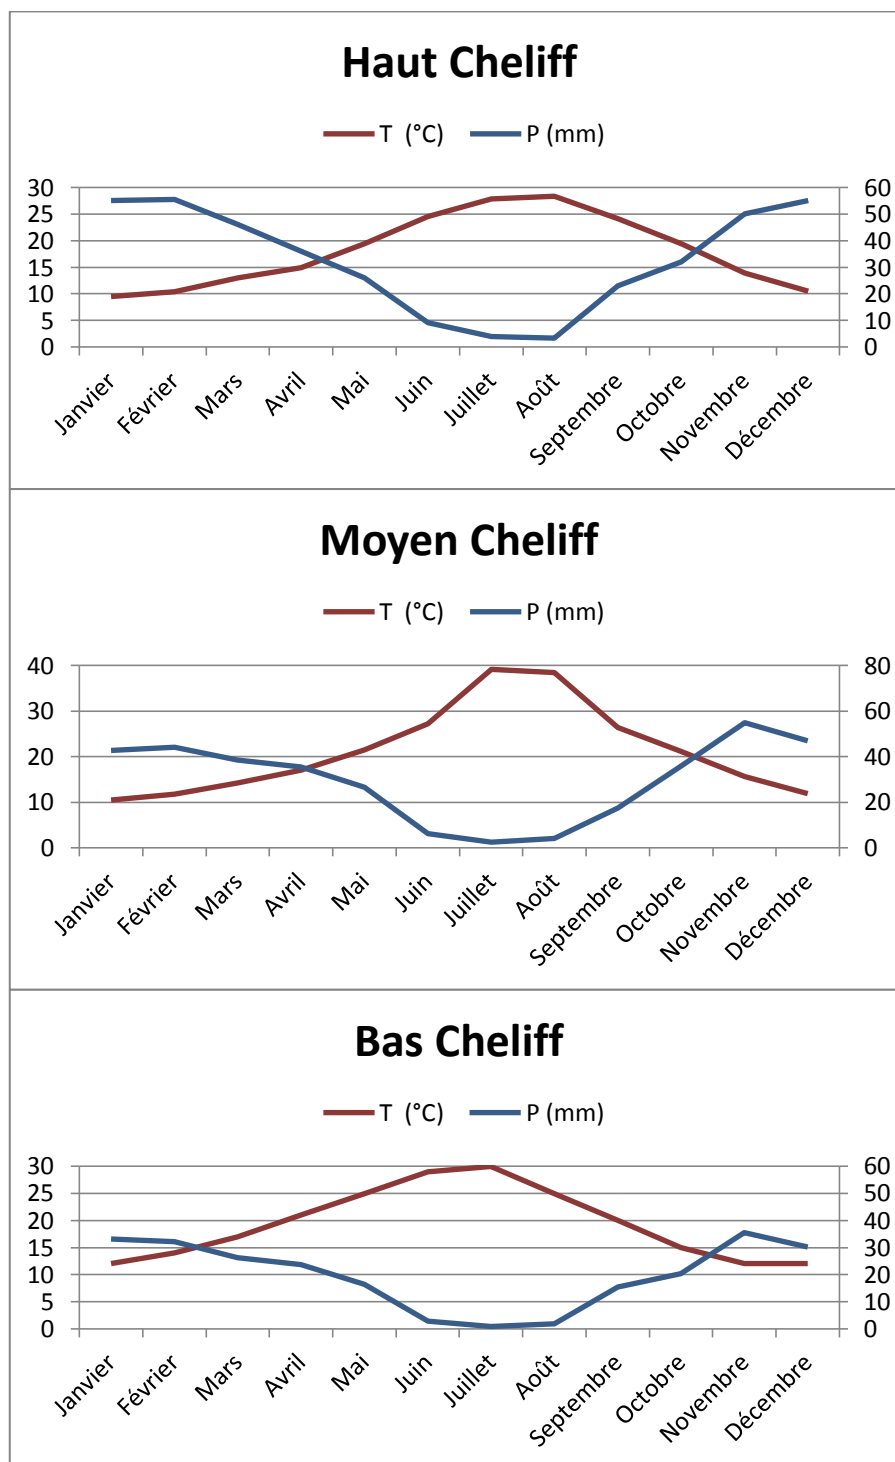 Haut Cheliff
T (°C) P (mm)
30 60
25 50
20 40
15 30
10 20
5 10
0 0
Janvier Février Mars Avril Mai Juin Juillet Août Septembre Octobre Novembre Décembre
Moyen Cheliff
T (°C) P (mm)
40 80
30 60
20 40
10 20
0 0
Janvier Février Mars Avril Mai Juin Juillet Août Septembre Octobre Novembre Décembre
Bas Cheliff
T (°C) P (mm)
30 60
25 50
20 40
15 30
10 20
5 10
0 0
Janvier Février Mars Avril Mai Juin Juillet Août Septembre Octobre Novembre Décembre